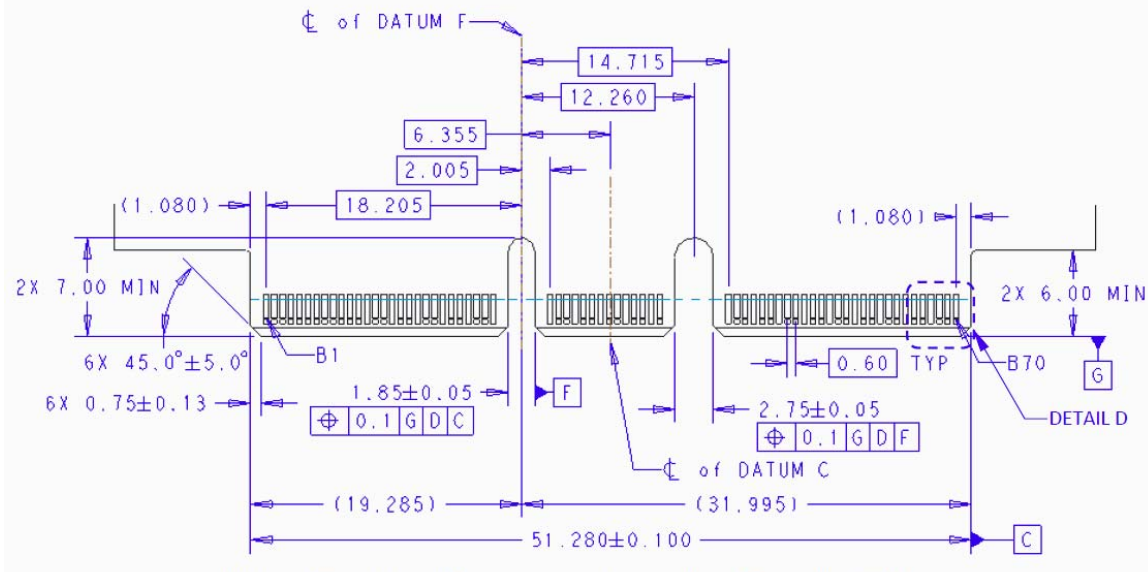 ℄ of DATUM F
14.715
12.260
6.355
2.005
(1.080)
18.205
(1.080)
2X 7.00 MIN
2X 6.00 MIN
B1
0.60
TYP
B70
6X 45.0°±5.0°
G
6X 0.75±0.13
1.85±0.05
F
2.75±0.05
DETAIL D
⌖ 0.1 G D C
⌖ 0.1 G D F
℄ of DATUM C
(19.285)
(31.995)
51.280±0.100
C